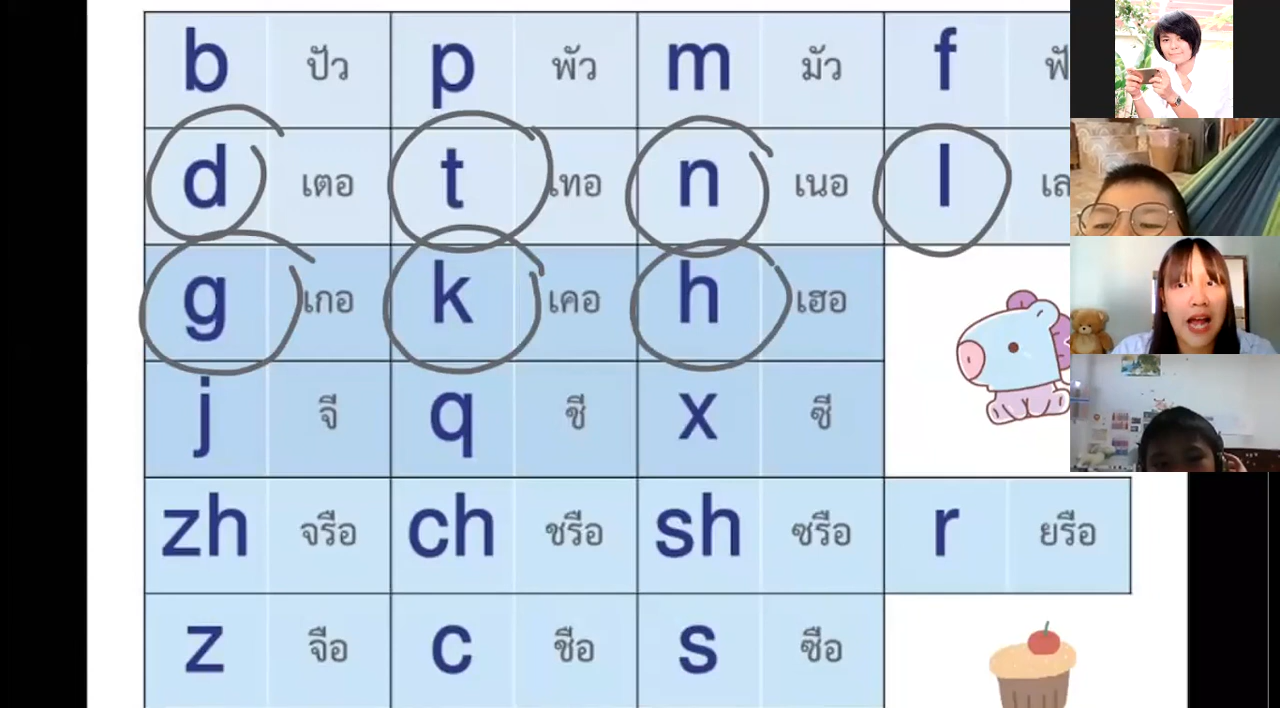 b ปัว p พัว m มัว f
d เตอ t เทอ n เนอ l
g เกอ k เคอ h เฮอ
j จี q ชี x ซี
zh จรือ ch ชรือ sh ซรือ r ยรือ
z จือ c ชือ s ซือ